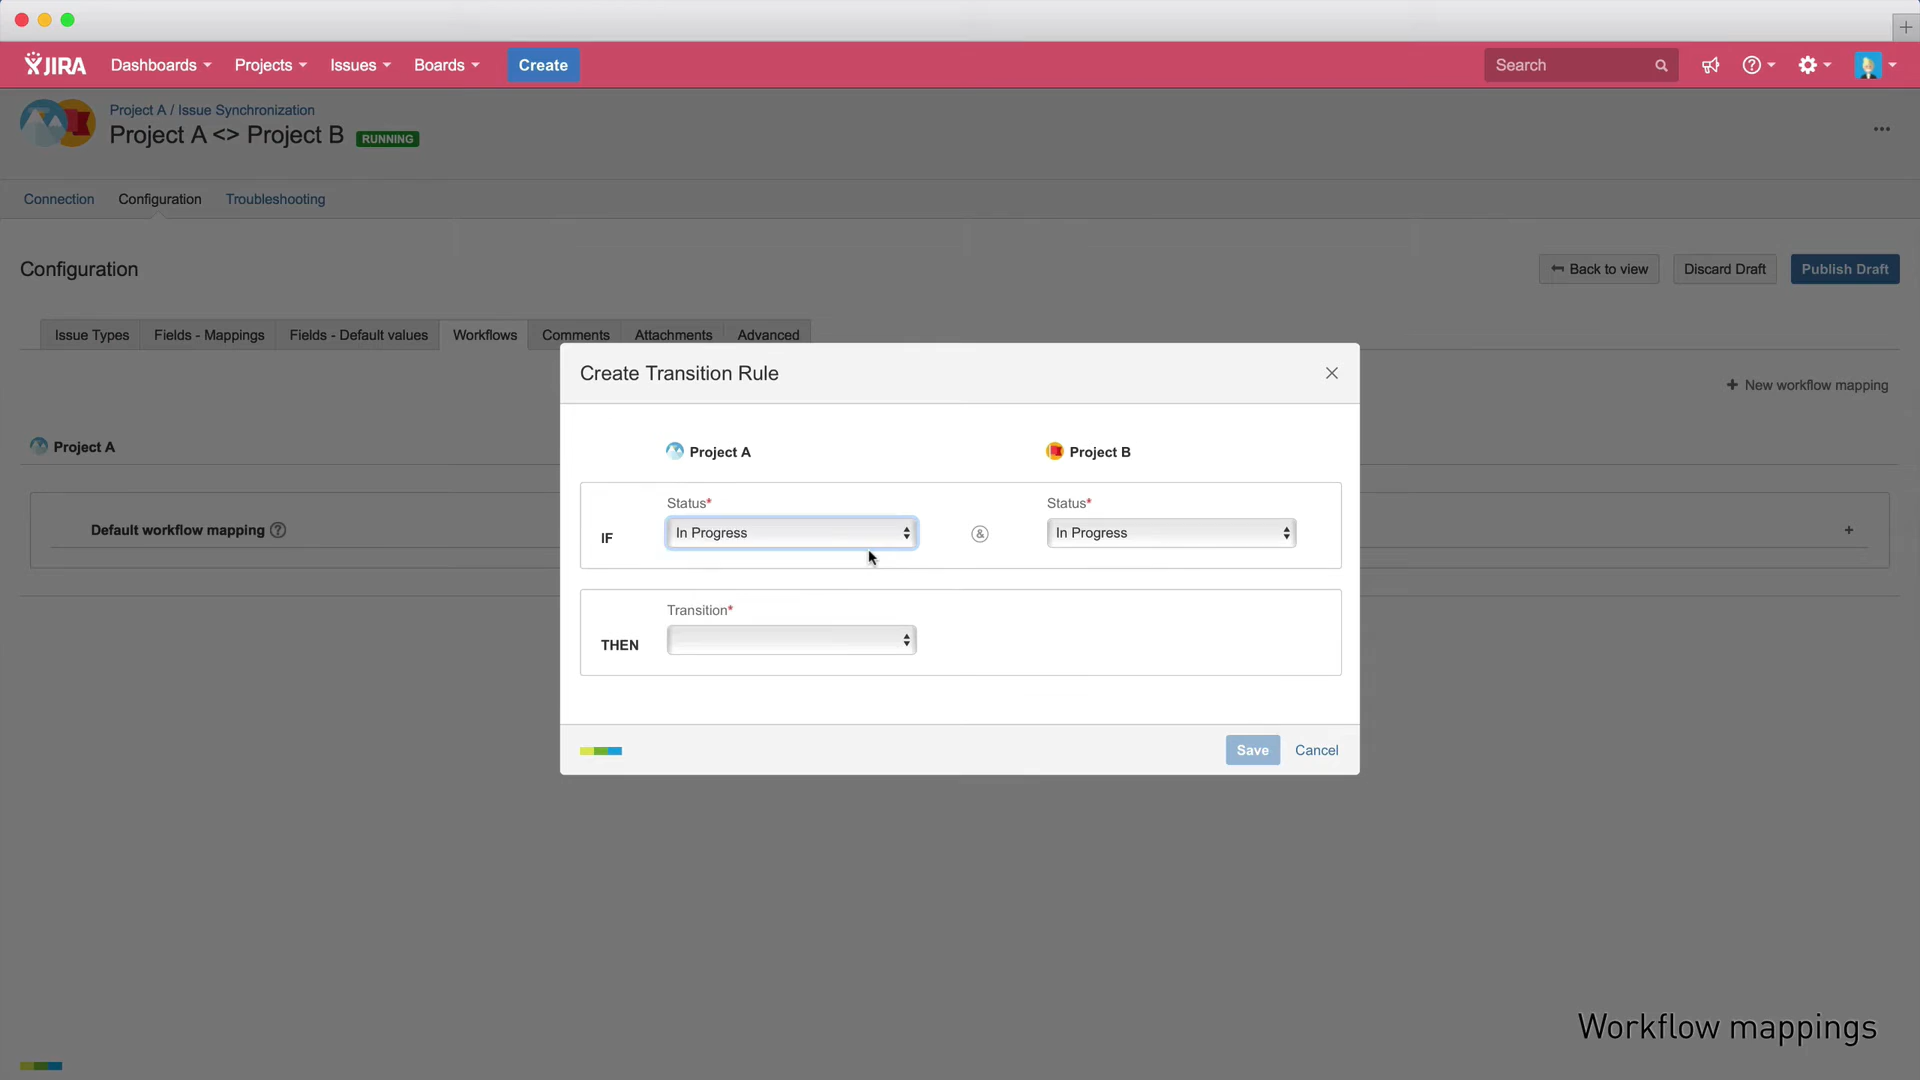 JIRA Dashboards Projects Issues Boards Create Search
Project A / Issue Synchronization
Project A <> Project B RUNNING
Connection Configuration Troubleshooting
Configuration Back to view Discard Draft Publish Draft
Issue Types Fields - Mappings Fields - Default values Workflows Comments Attachments Advanced
Create Transition Rule
+ New workflow mapping
Project A
Project A Project B
Status* Status*
Default workflow mapping ? +
IF In Progress & In Progress
Transition*
THEN
Save Cancel
Workflow mappings